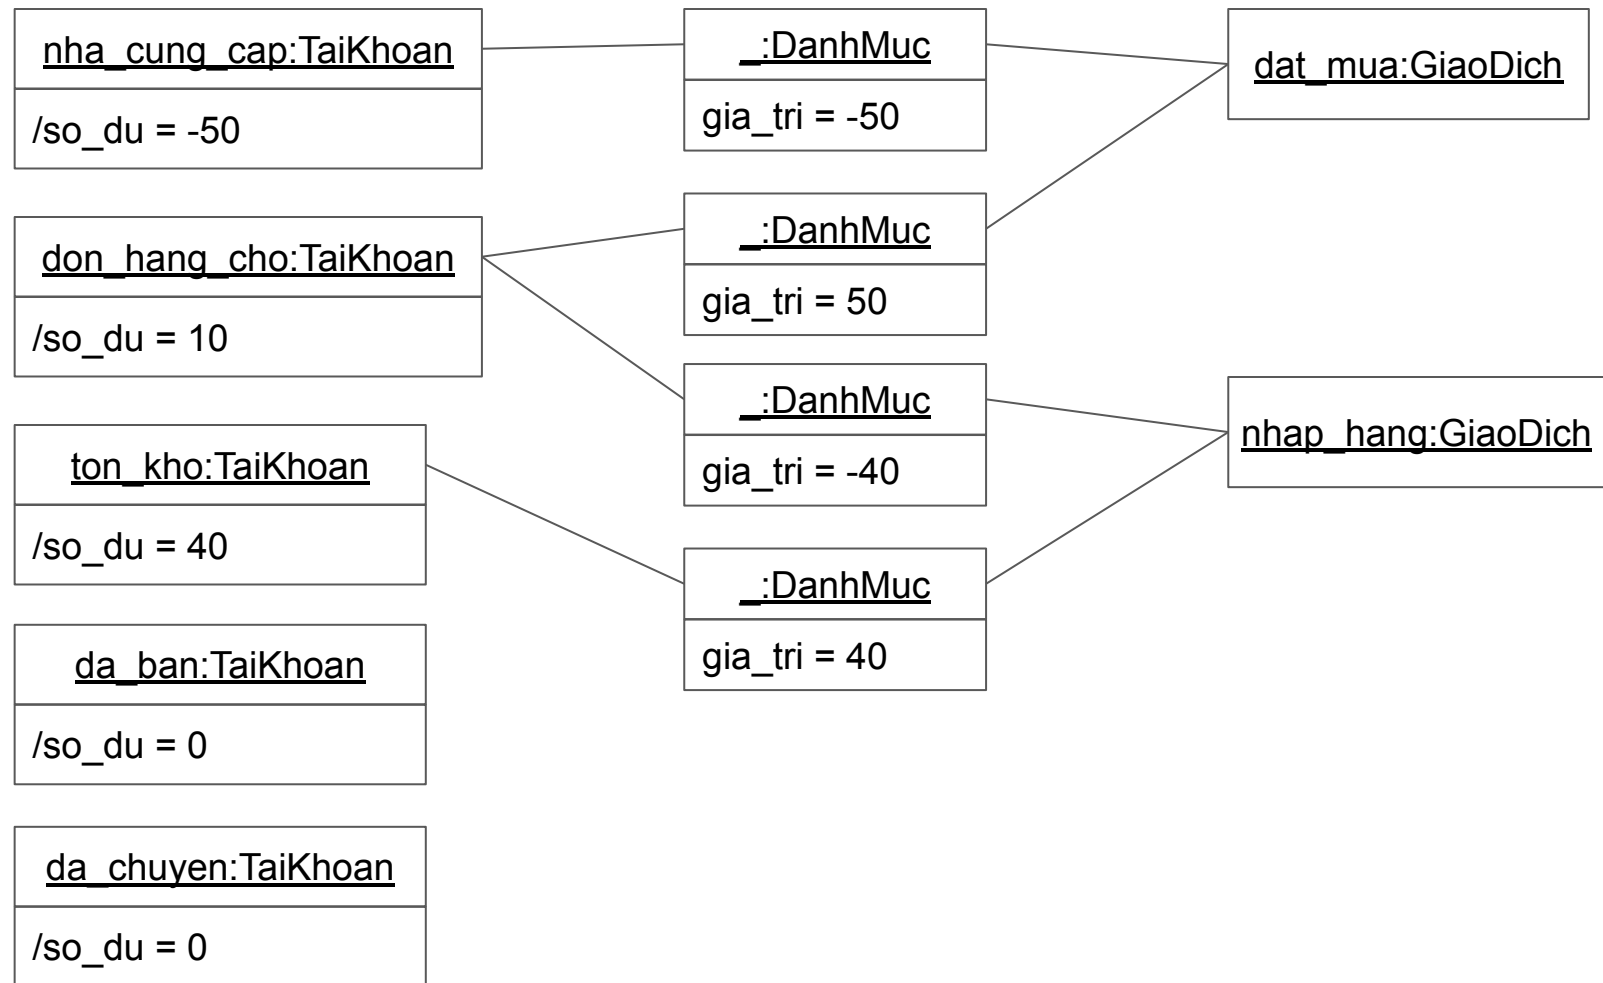 nha_cung_cap:TaiKhoan
/so_du = -50
don_hang_cho:TaiKhoan
/so_du = 10
ton_kho:TaiKhoan
/so_du = 40
da_ban:TaiKhoan
/so_du = 0
da_chuyen:TaiKhoan
/so_du = 0
_:DanhMuc
gia_tri = -50
_:DanhMuc
gia_tri = 50
_:DanhMuc
gia_tri = -40
_:DanhMuc
gia_tri = 40
dat_mua:GiaoDich
nhap_hang:GiaoDich